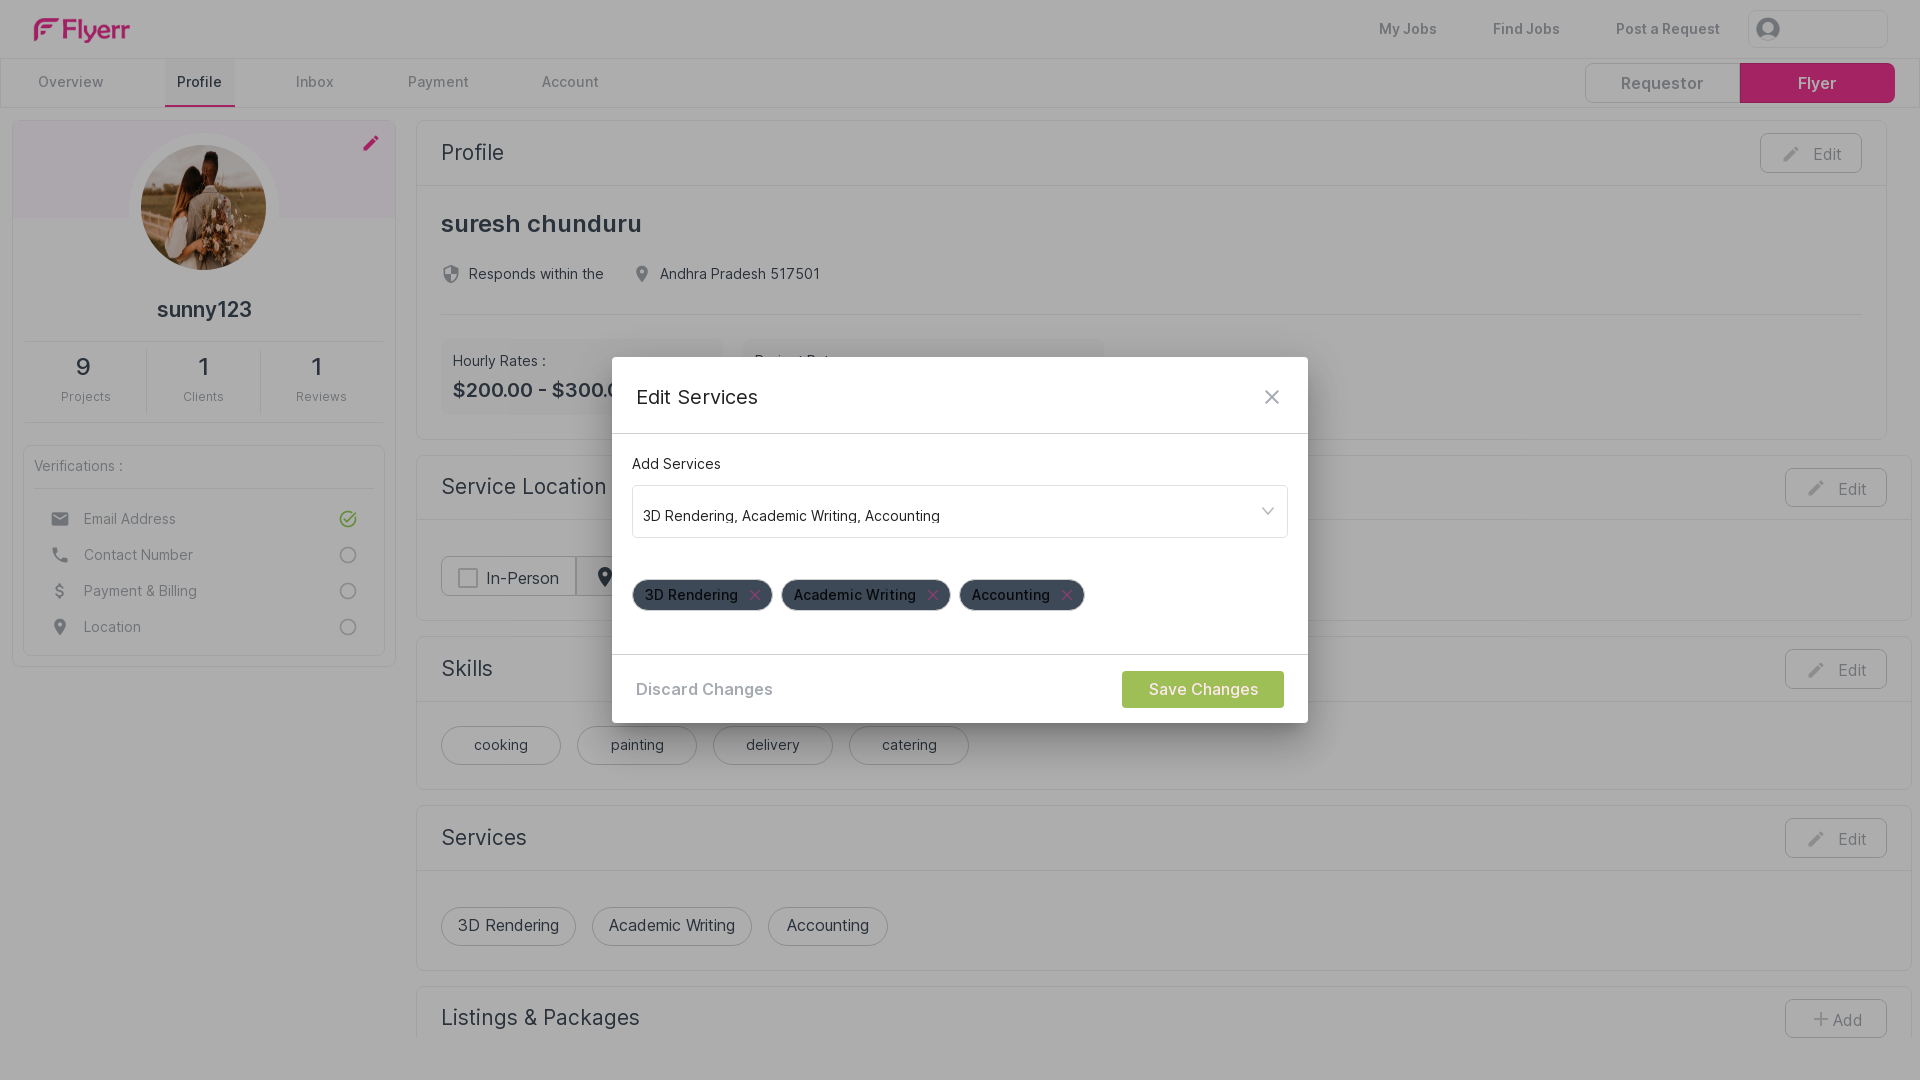 Flyerr
My Jobs
Find Jobs
Post a Request
Overview
Profile
Inbox
Payment
Account
Requestor
Flyer
sunny123
9
1
1
Projects
Clients
Reviews
Verifications :
Email Address
Contact Number
Payment & Billing
Location
Profile
Edit
suresh chunduru
Responds within the
Andhra Pradesh 517501
Hourly Rates :
$200.00 - $300.0
Service Location
Edit
In-Person
Edit Services
Add Services
3D Rendering, Academic Writing, Accounting
3D Rendering
Academic Writing
Accounting
Discard Changes
Save Changes
Skills
Edit
cooking
painting
delivery
catering
Services
Edit
3D Rendering
Academic Writing
Accounting
Listings & Packages
Add